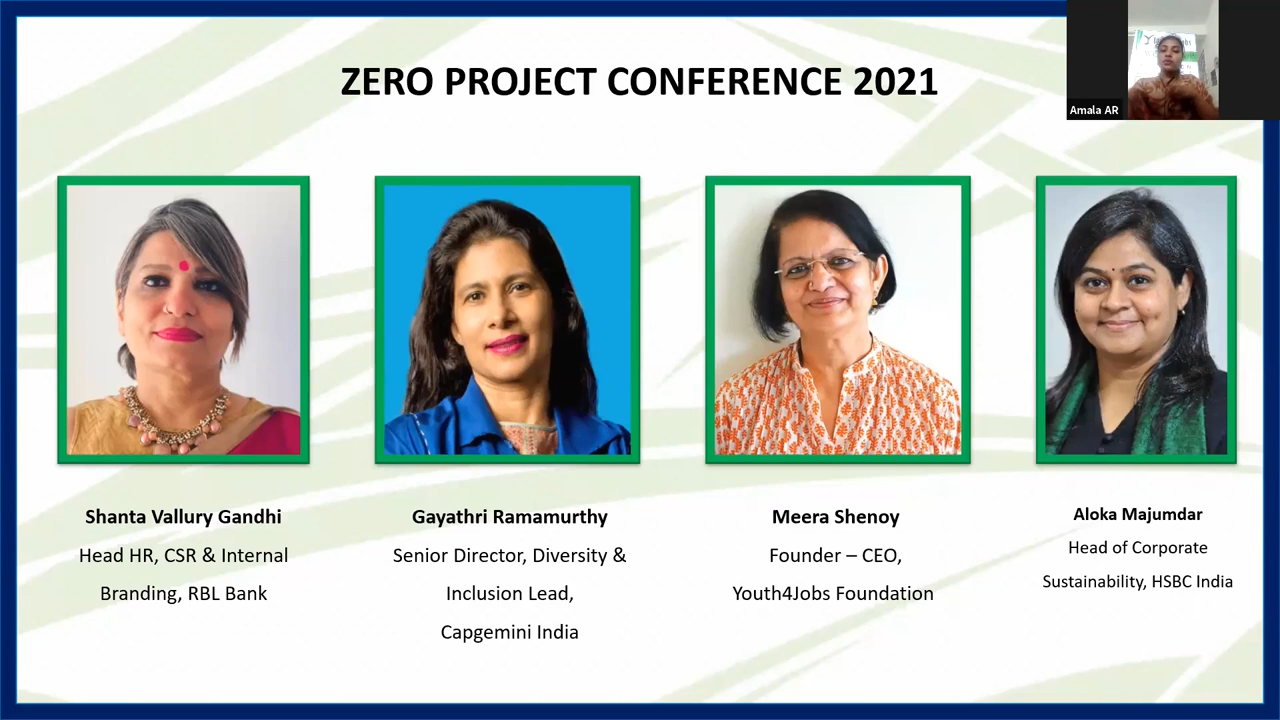 ZERO PROJECT CONFERENCE 2021
Amala AR
Shanta Vallury Gandhi
Head HR, CSR & Internal
Branding, RBL Bank
Gayathri Ramamurthy
Senior Director, Diversity &
Inclusion Lead,
Capgemini India
Meera Shenoy
Founder – CEO,
Youth4Jobs Foundation
Aloka Majumdar
Head of Corporate
Sustainability, HSBC India